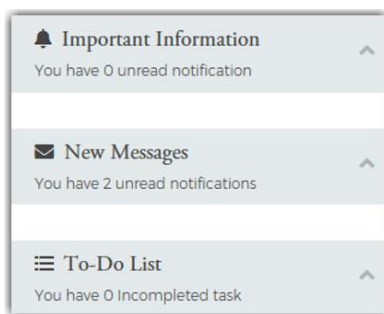 Important Information
You have 0 unread notification
New Messages
You have 2 unread notifications
To-Do List
You have 0 Incompleted task